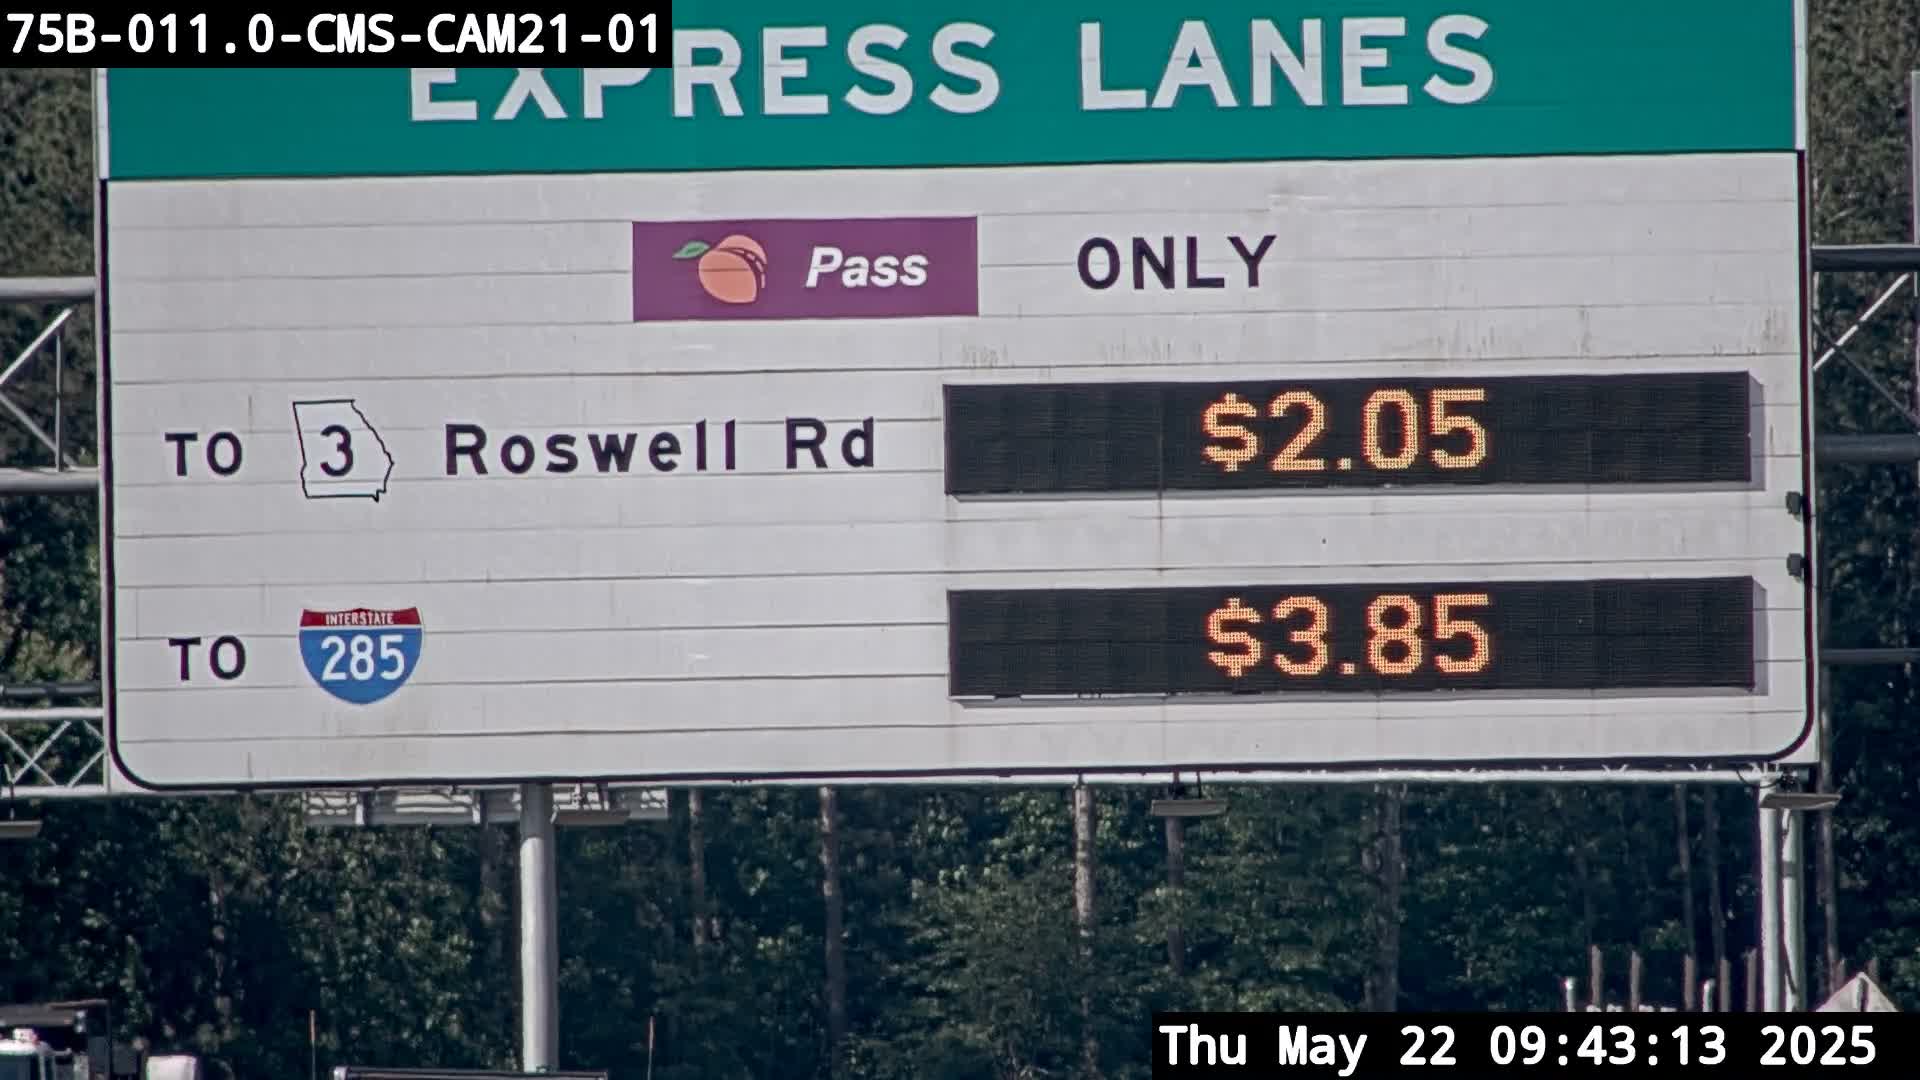 75B-011.0-CMS-CAM21-01
EXPRESS LANES
Pass ONLY
TO 3 Roswell Rd $2.05
TO INTERSTATE 285 $3.85
Thu May 22 09:43:13 2025